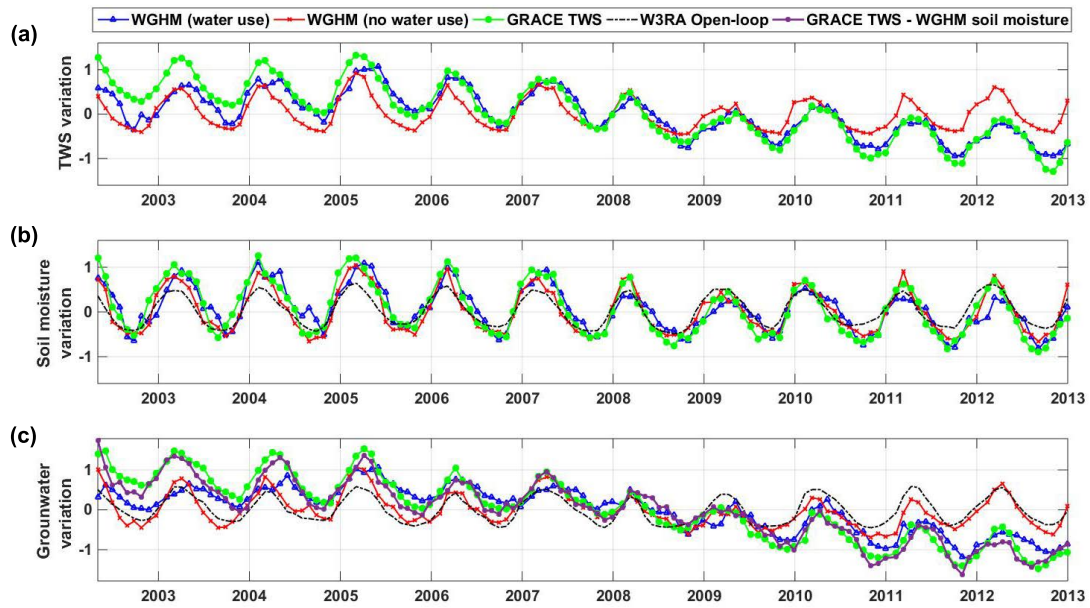 WGHM (water use) WGHM (no water use) GRACE TWS W3RA Open-loop GRACE TWS - WGHM soil moisture
(a)
TWS variation
1
0
-1
2003 2004 2005 2006 2007 2008 2009 2010 2011 2012 2013
(b)
Soil moisture
variation
1
0
-1
2003 2004 2005 2006 2007 2008 2009 2010 2011 2012 2013
(c)
Grounwater
variation
1
0
-1
2003 2004 2005 2006 2007 2008 2009 2010 2011 2012 2013